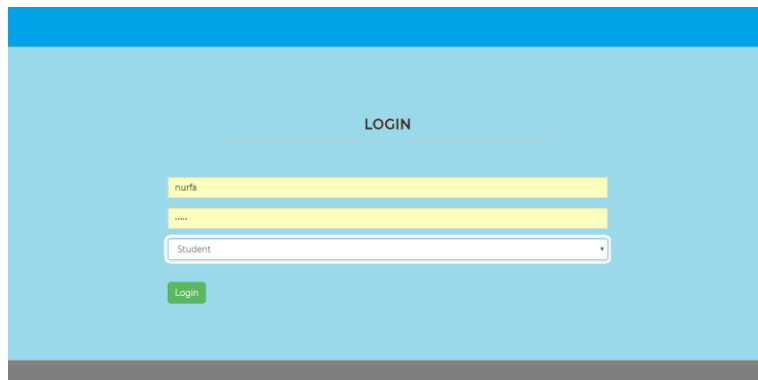 LOGIN
nurfa
•••••
Student
Login